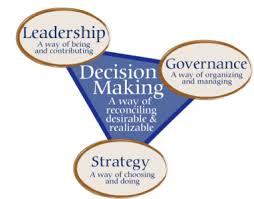 Leadership
A way of being
and contributing
Governance
A way of organizing
and managing
Decision
Making
A way of
reconciling
desirable &
realizable
Strategy
A way of choosing
and doing